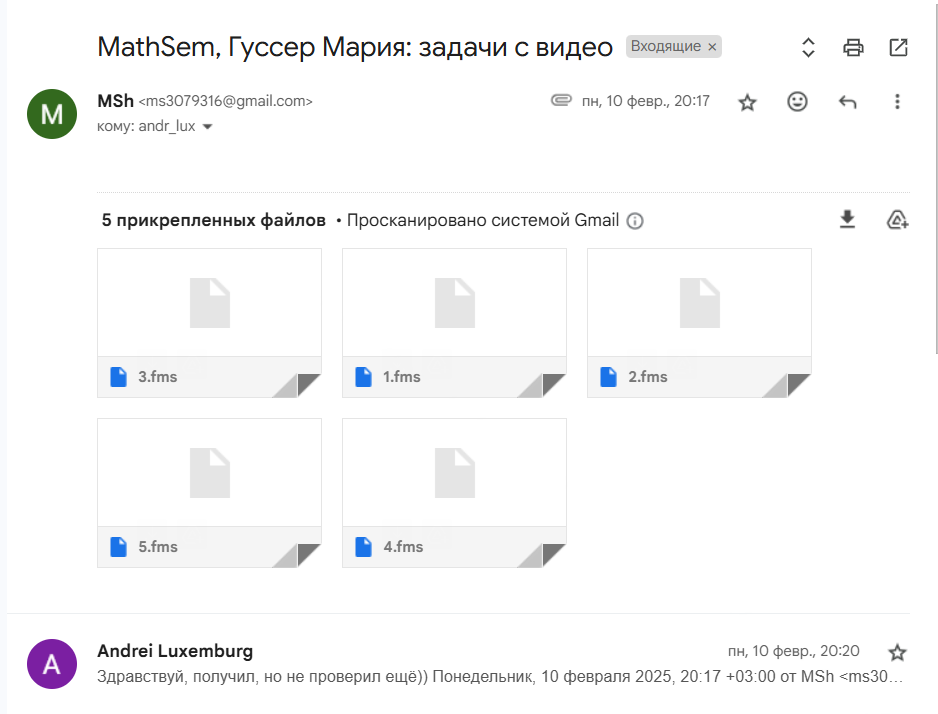 MathSem, Гуссер Мария: задачи с видео Входящие ×
М
MSh <ms3079316@gmail.com> пн, 10 февр., 20:17
кому: andr_lux
5 прикрепленных файлов • Просканировано системой Gmail
3.fms
1.fms
2.fms
5.fms
4.fms
A
Andrei Luxemburg пн, 10 февр., 20:20
Здравствуй, получил, но не проверил ещё)) Понедельник, 10 февраля 2025, 20:17 +03:00 от MSh <ms30…